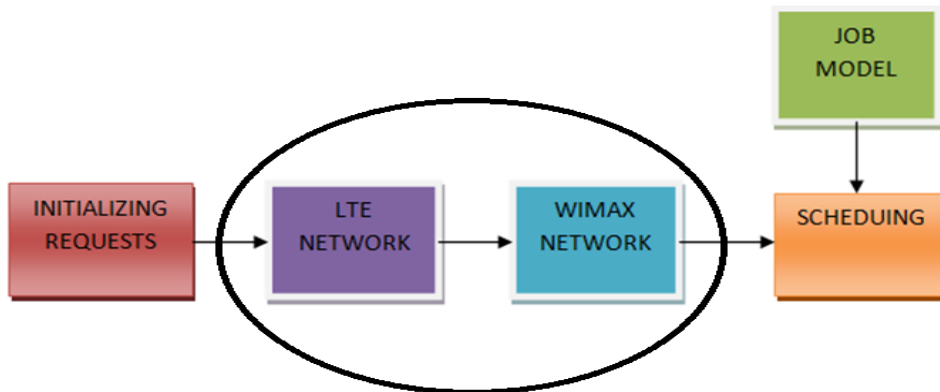 JOB
MODEL
INITIALIZING
REQUESTS
LTE
NETWORK
WIMAX
NETWORK
SCHEDUING